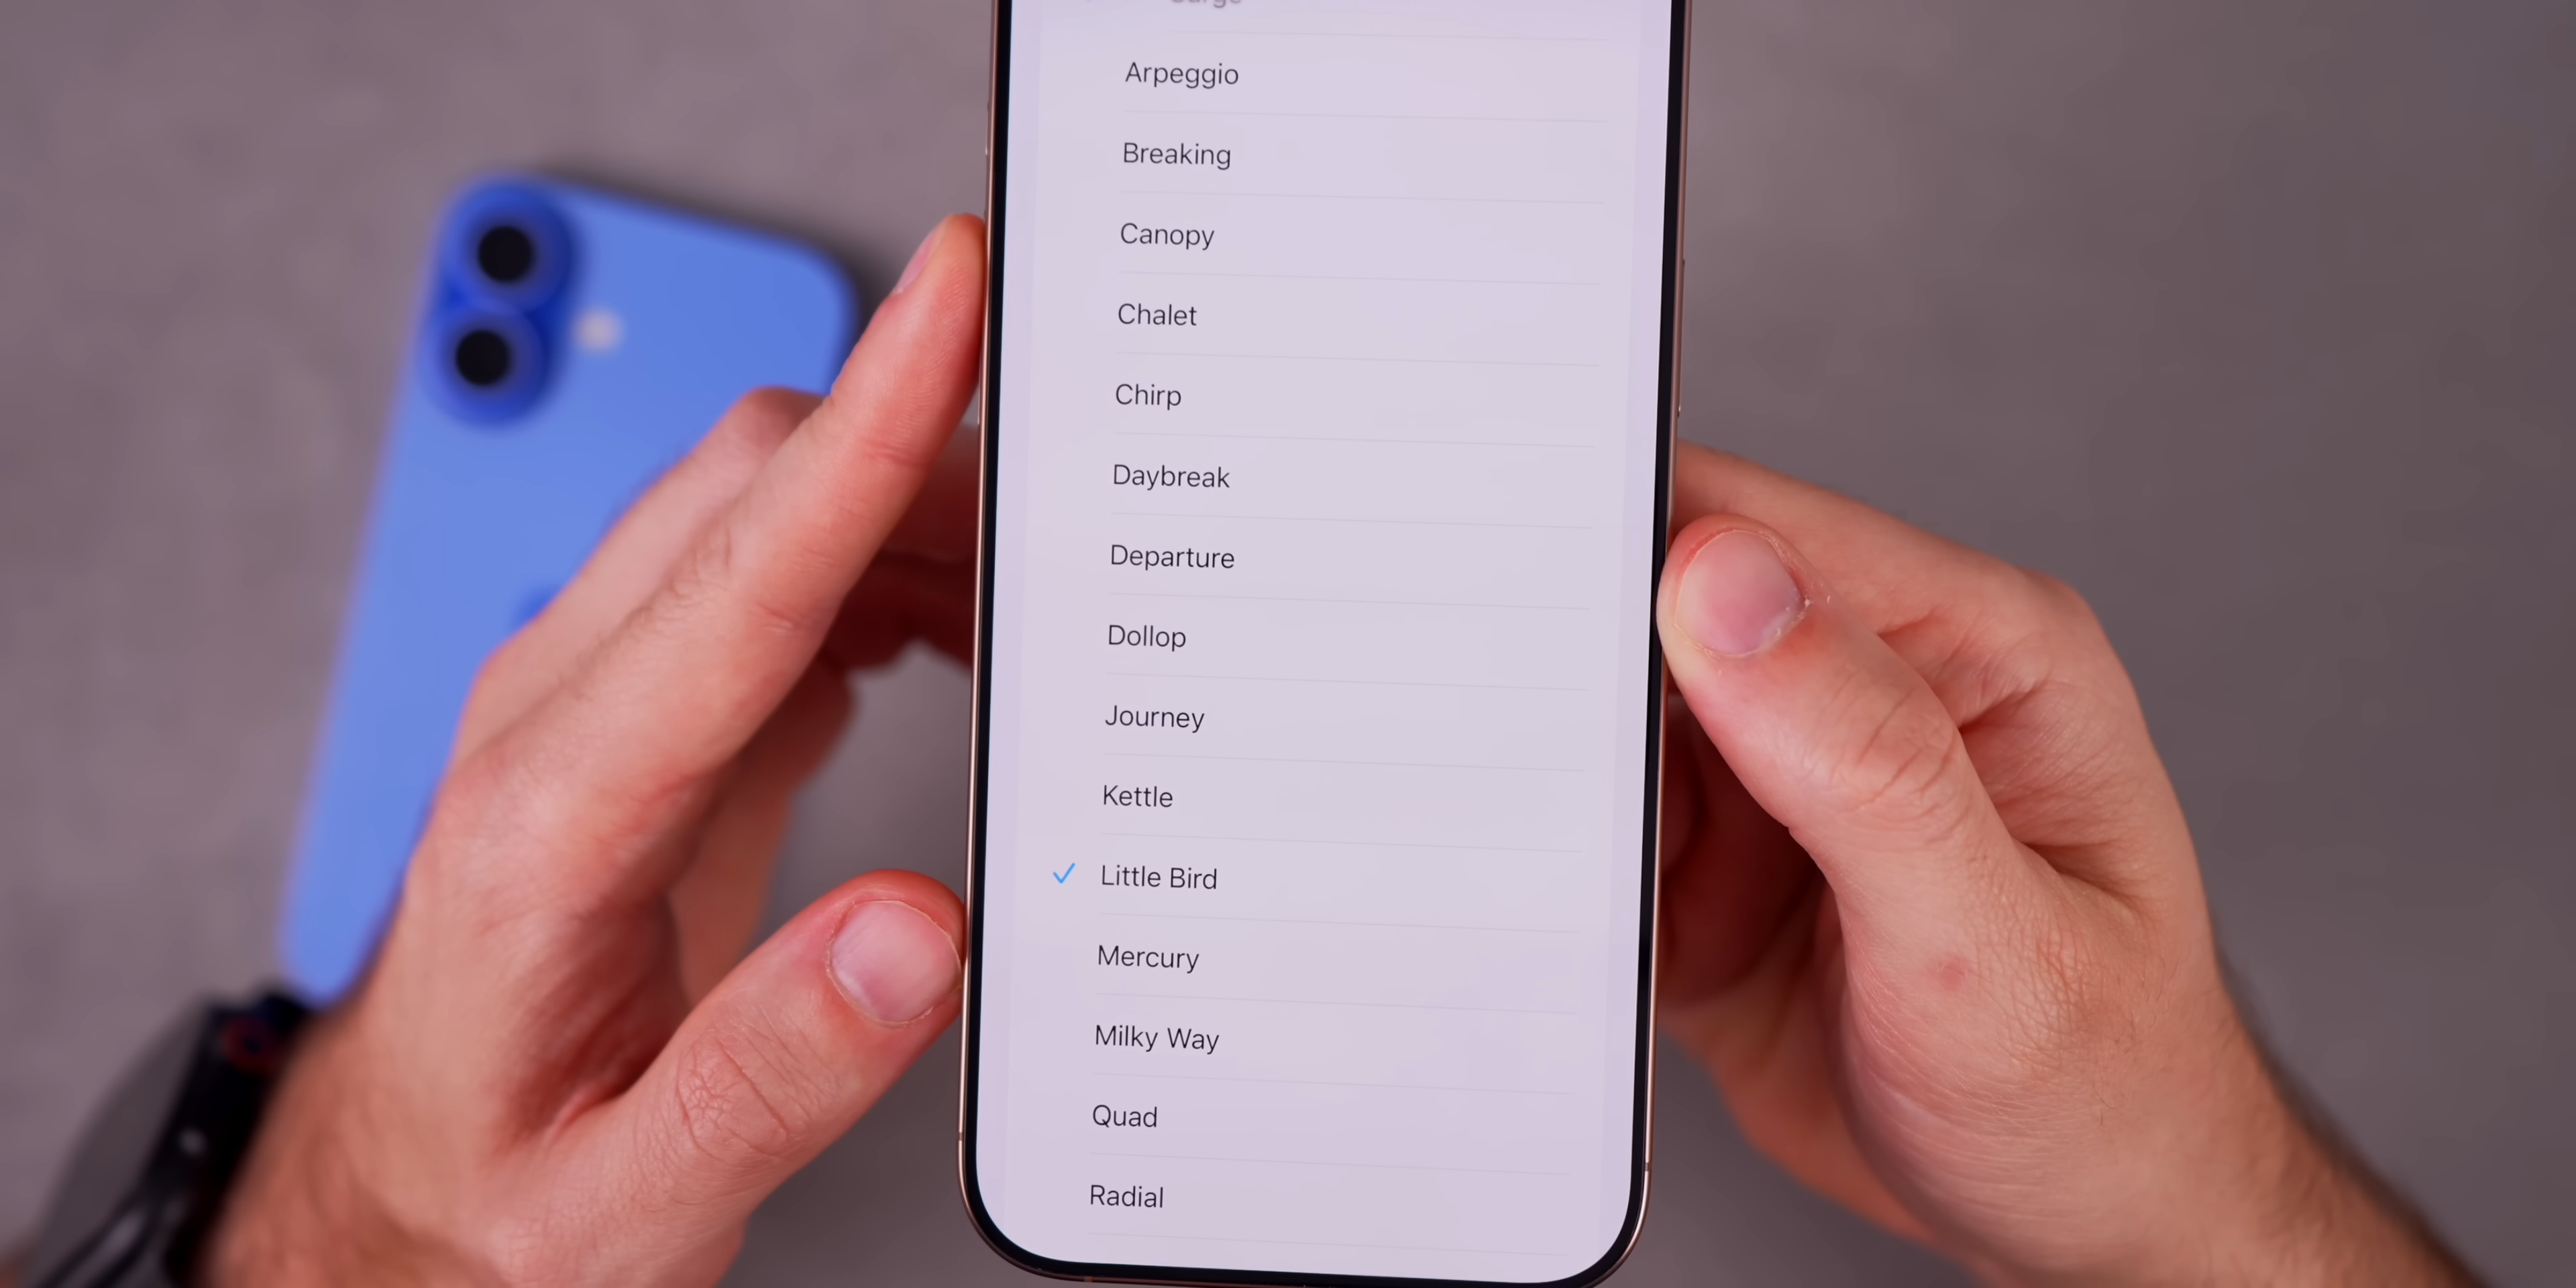 Arpeggio
Breaking
Canopy
Chalet
Chirp
Daybreak
Departure
Dollop
Journey
Kettle
Little Bird
Mercury
Milky Way
Quad
Radial